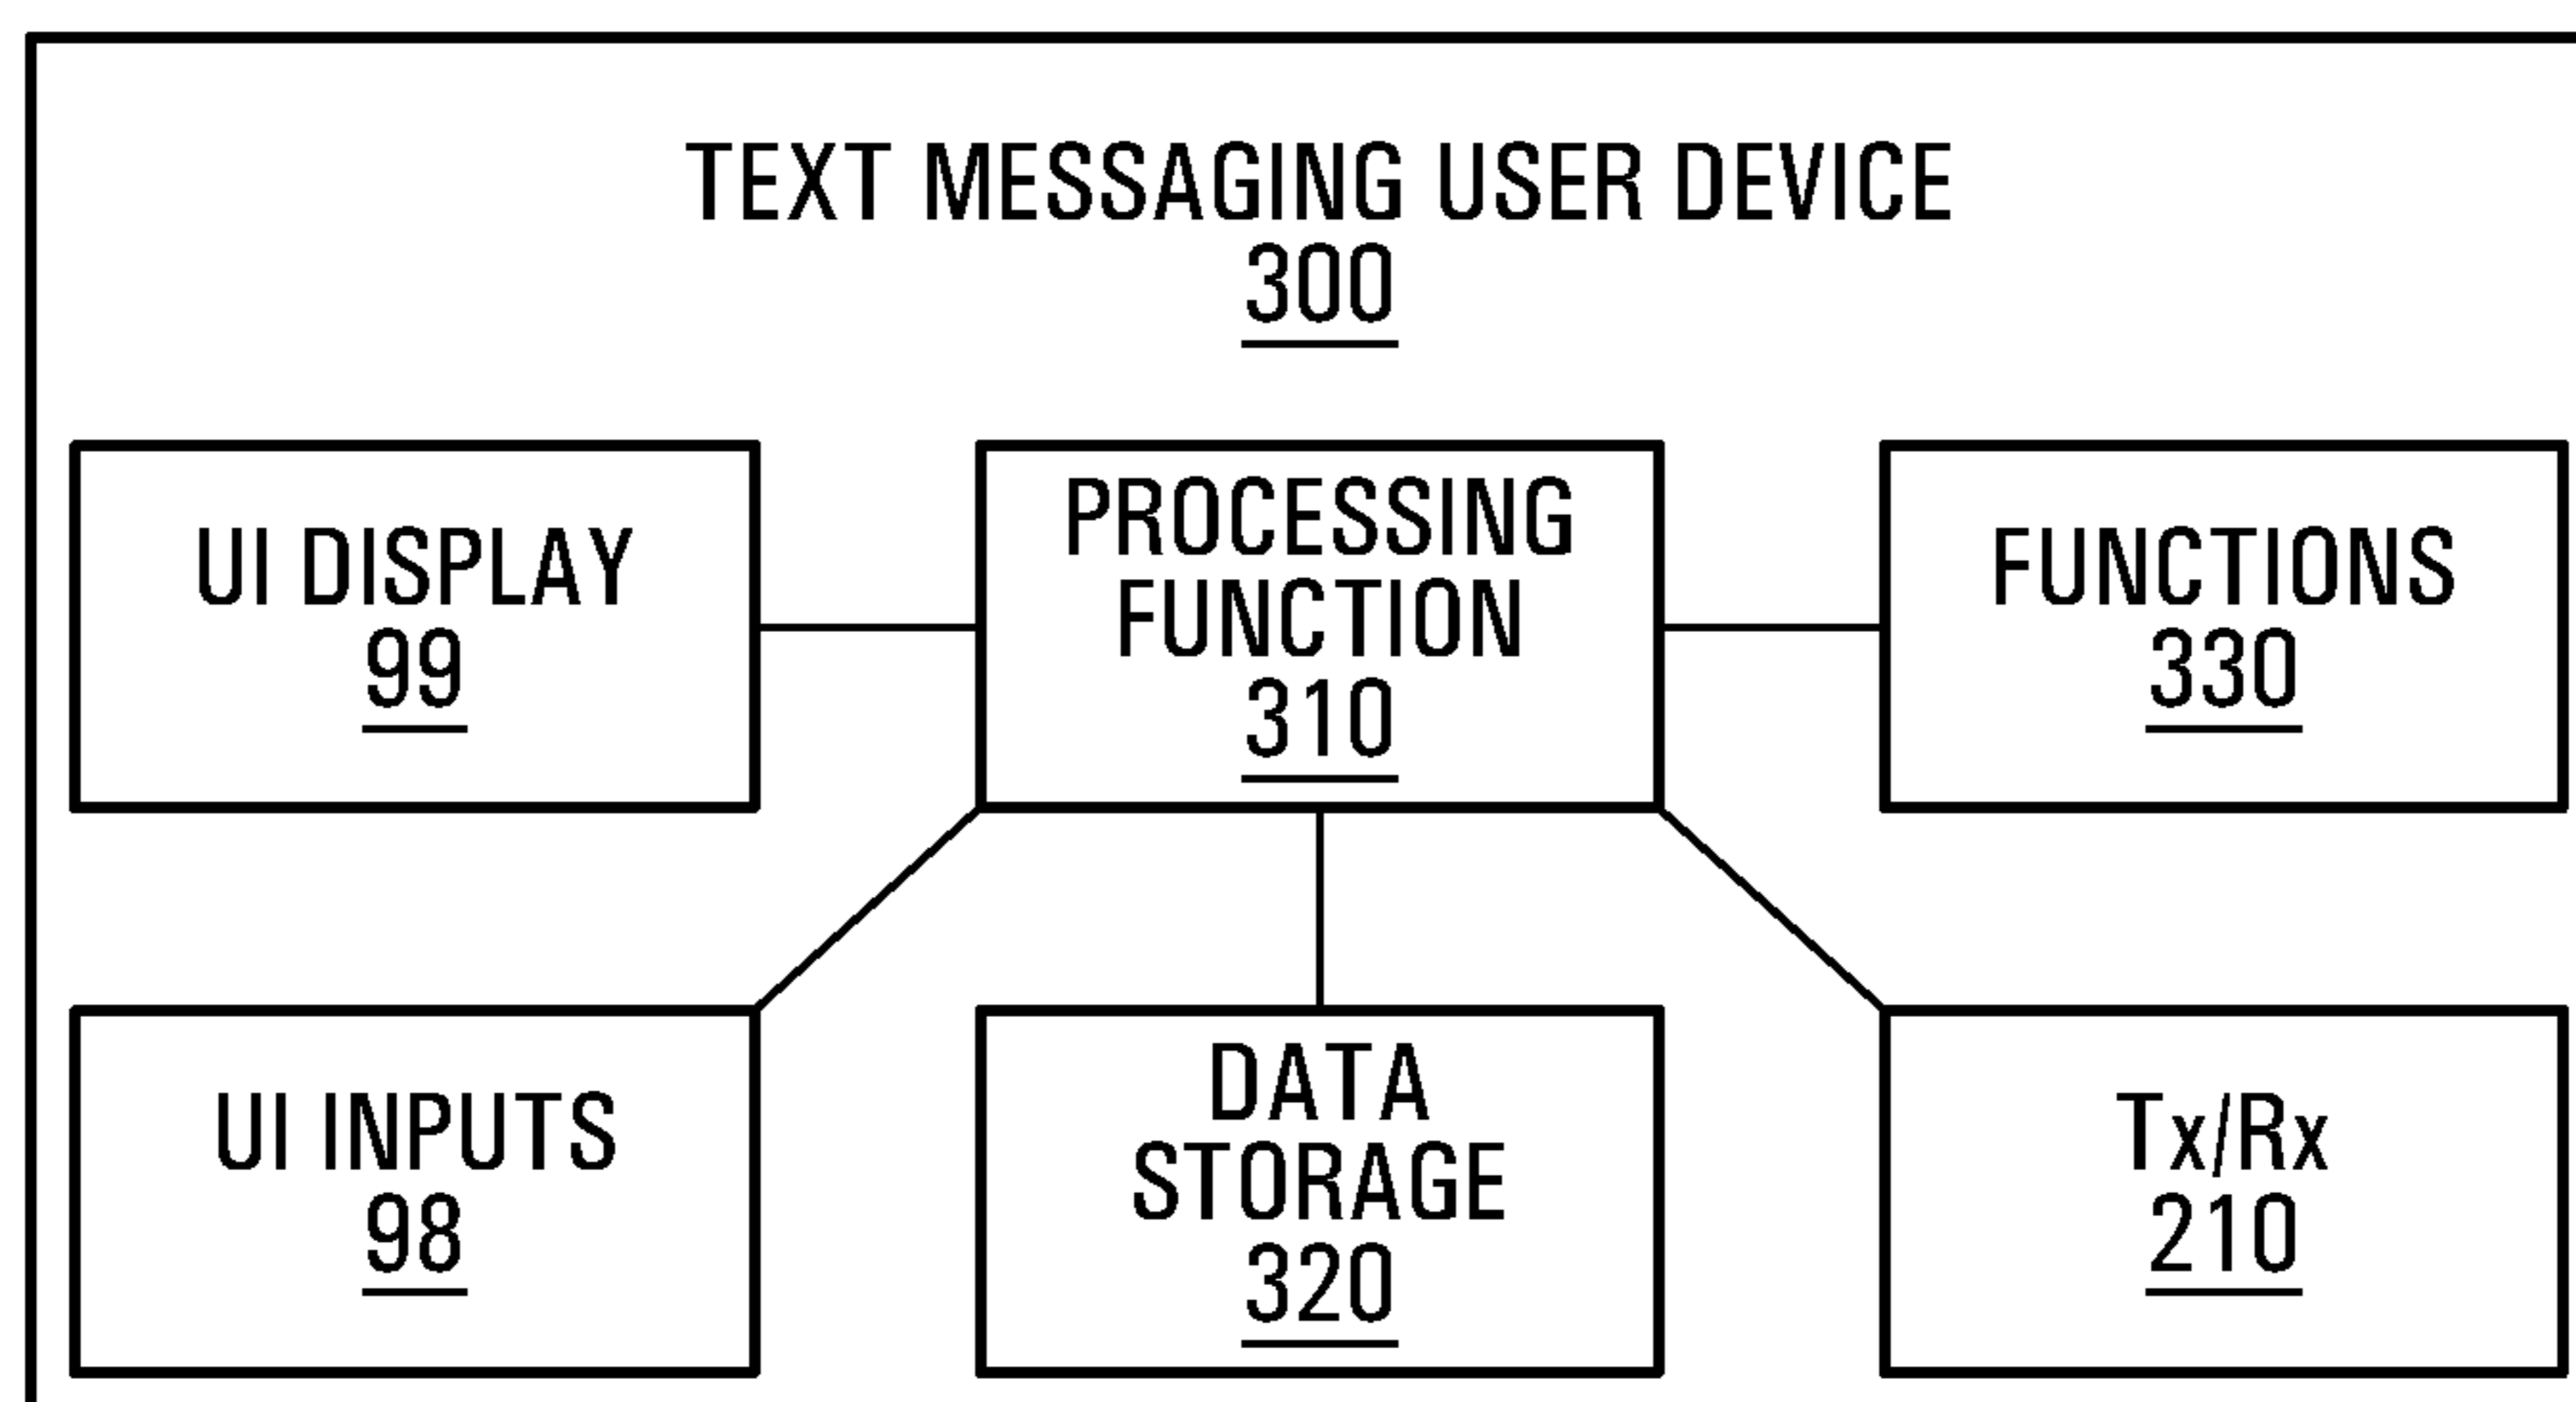 TEXT MESSAGING USER DEVICE
300
UI DISPLAY
99
PROCESSING
FUNCTION
310
FUNCTIONS
330
UI INPUTS
98
DATA
STORAGE
320
Tx/Rx
210